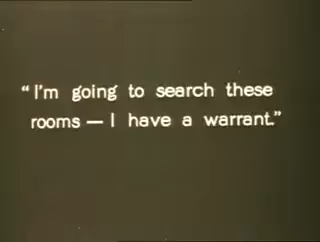 “I'm going to search these
rooms — I have a warrant.”